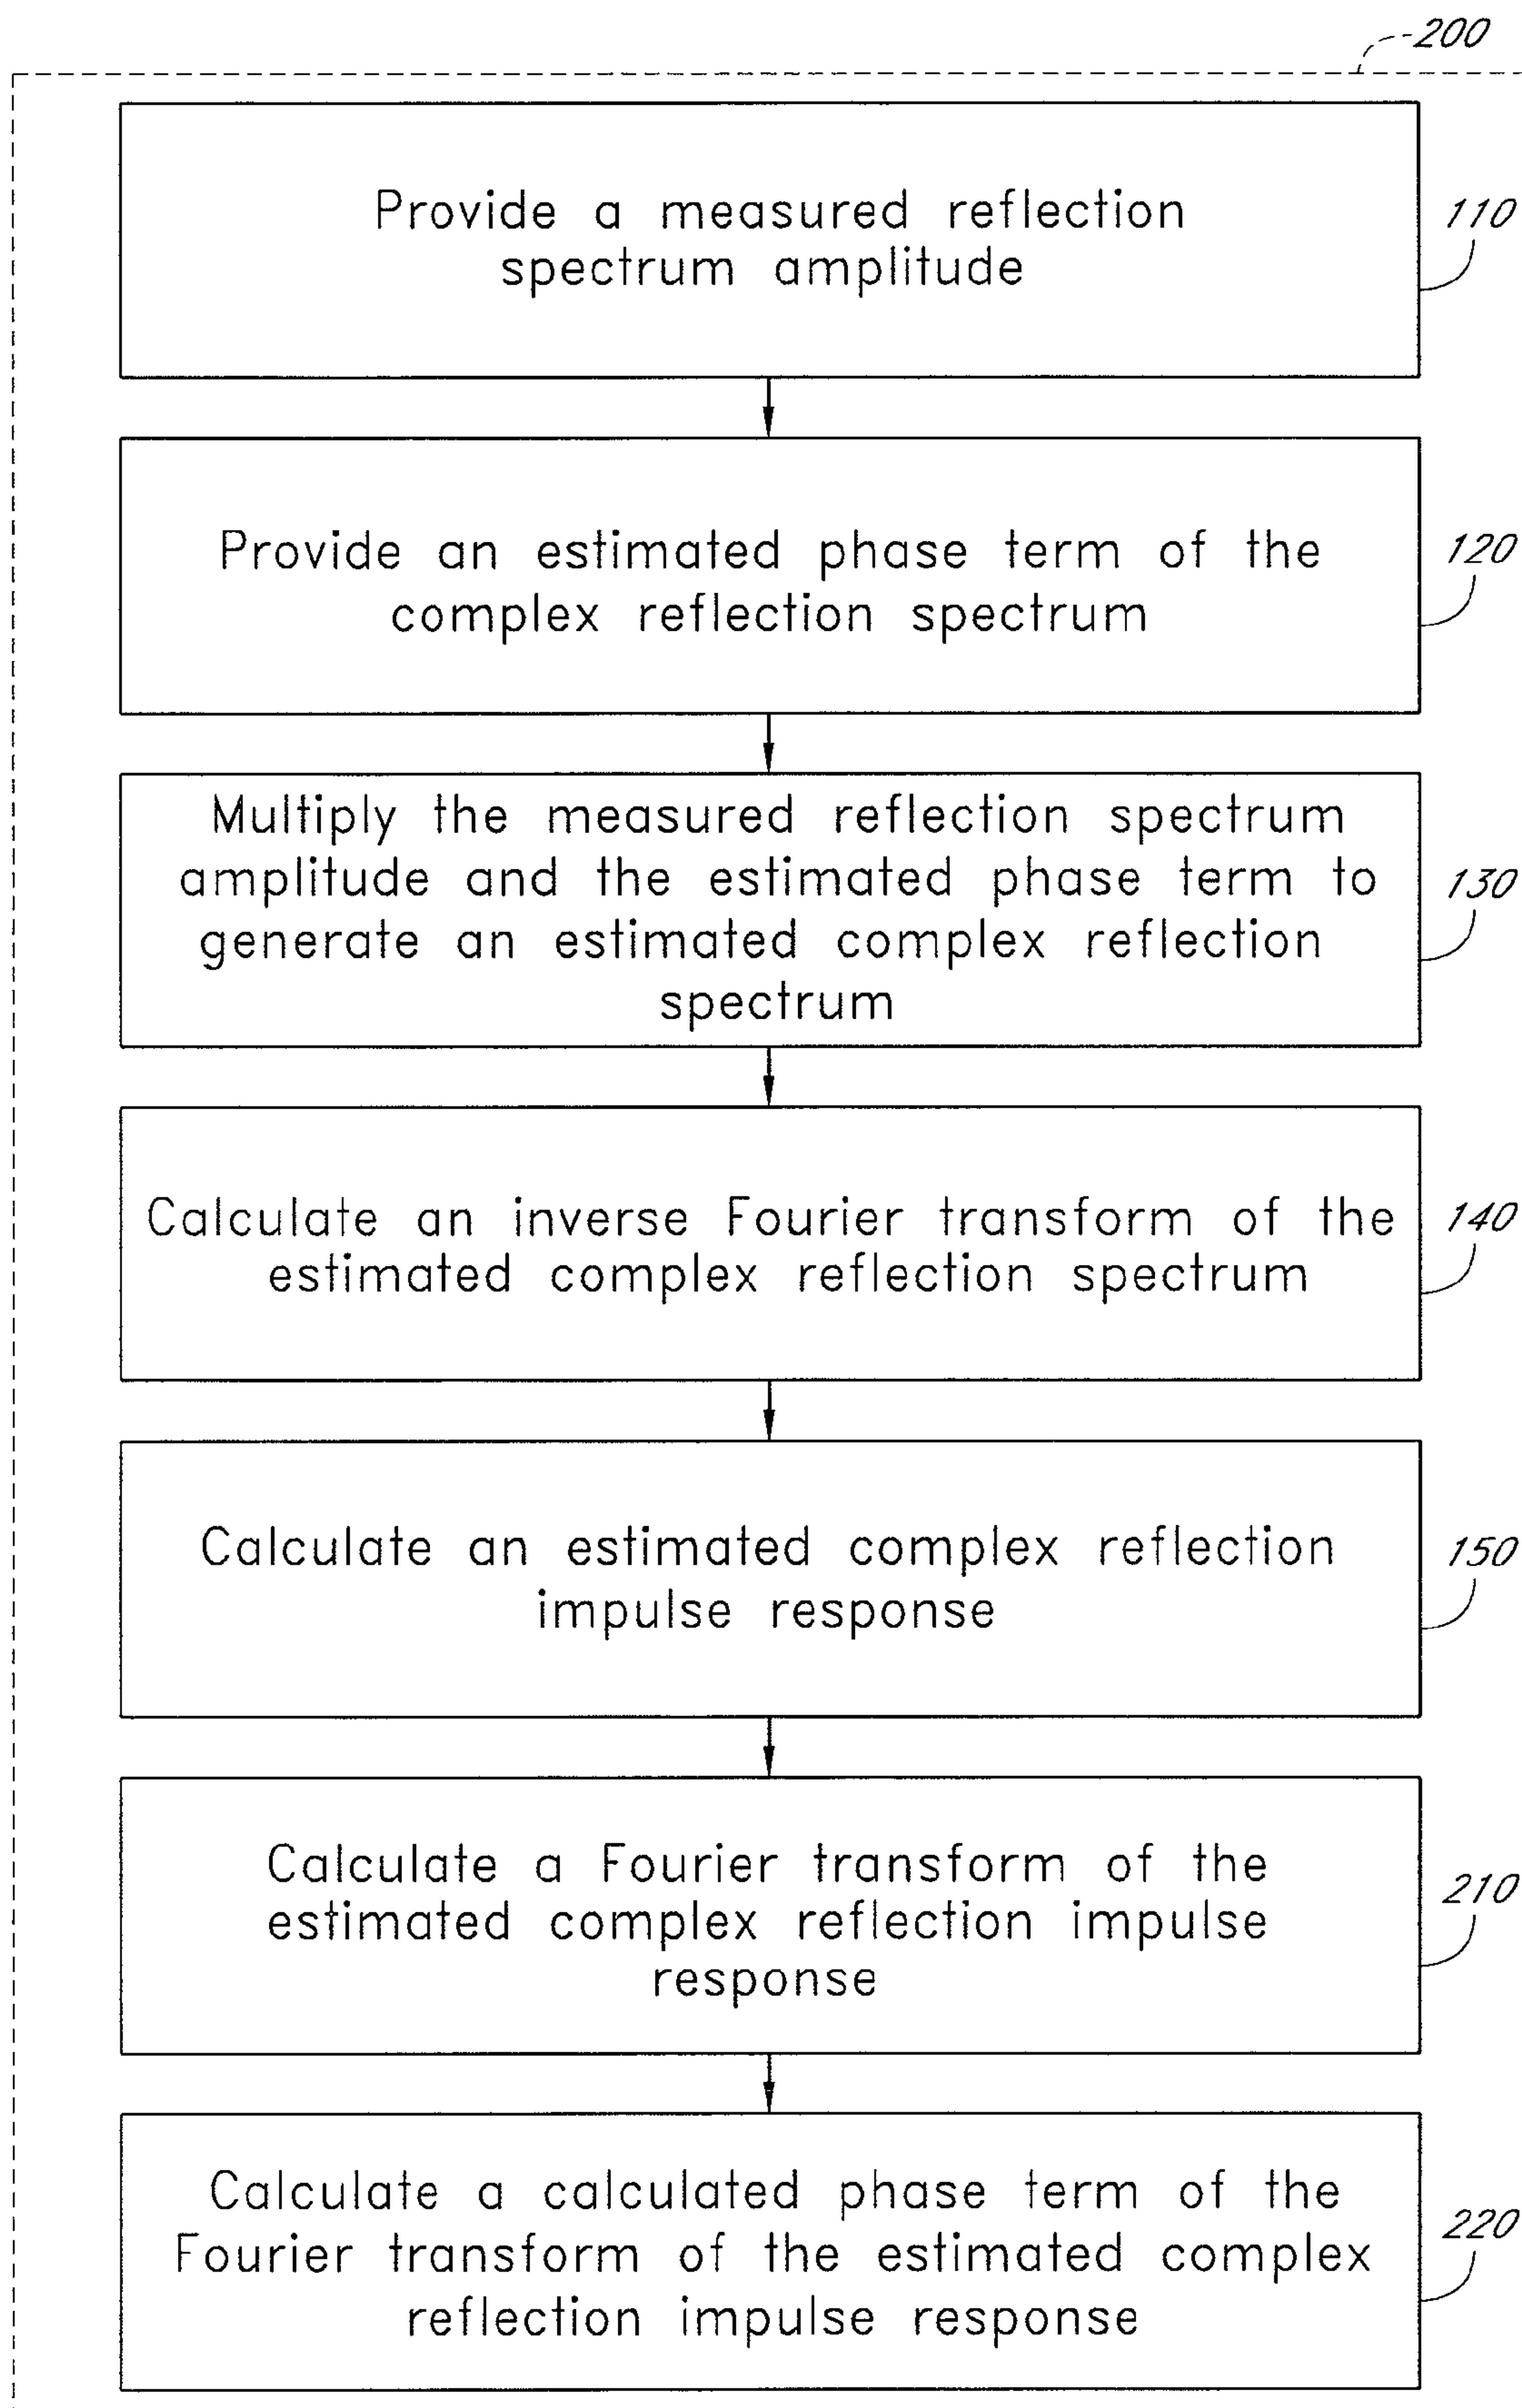 200
Provide a measured reflection
spectrum amplitude
110
Provide an estimated phase term of the
complex reflection spectrum
120
Multiply the measured reflection spectrum
amplitude and the estimated phase term to
generate an estimated complex reflection
spectrum
130
Calculate an inverse Fourier transform of the
estimated complex reflection spectrum
140
Calculate an estimated complex reflection
impulse response
150
Calculate a Fourier transform of the
estimated complex reflection impulse
response
210
Calculate a calculated phase term of the
Fourier transform of the estimated complex
reflection impulse response
220